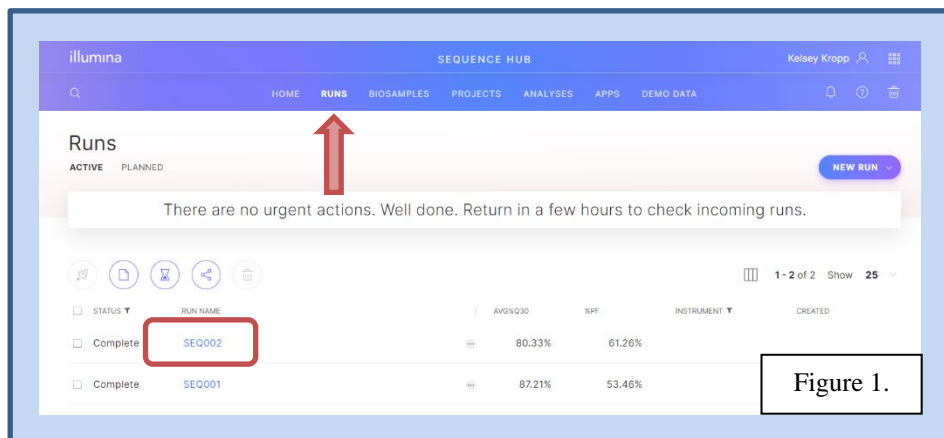 illumina SEQUENCE HUB Kelsey Kropp
HOME RUNS BIOSAMPLES PROJECTS ANALYSES APPS DEMO DATA
Runs
ACTIVE PLANNED
NEW RUN
There are no urgent actions. Well done. Return in a few hours to check incoming runs.
1 - 2 of 2 Show 25
STATUS RUN NAME AVG%Q30 %PF INSTRUMENT CREATED
Complete SEQ002 80.33% 61.26%
Complete SEQ001 87.21% 53.46%
Figure 1.